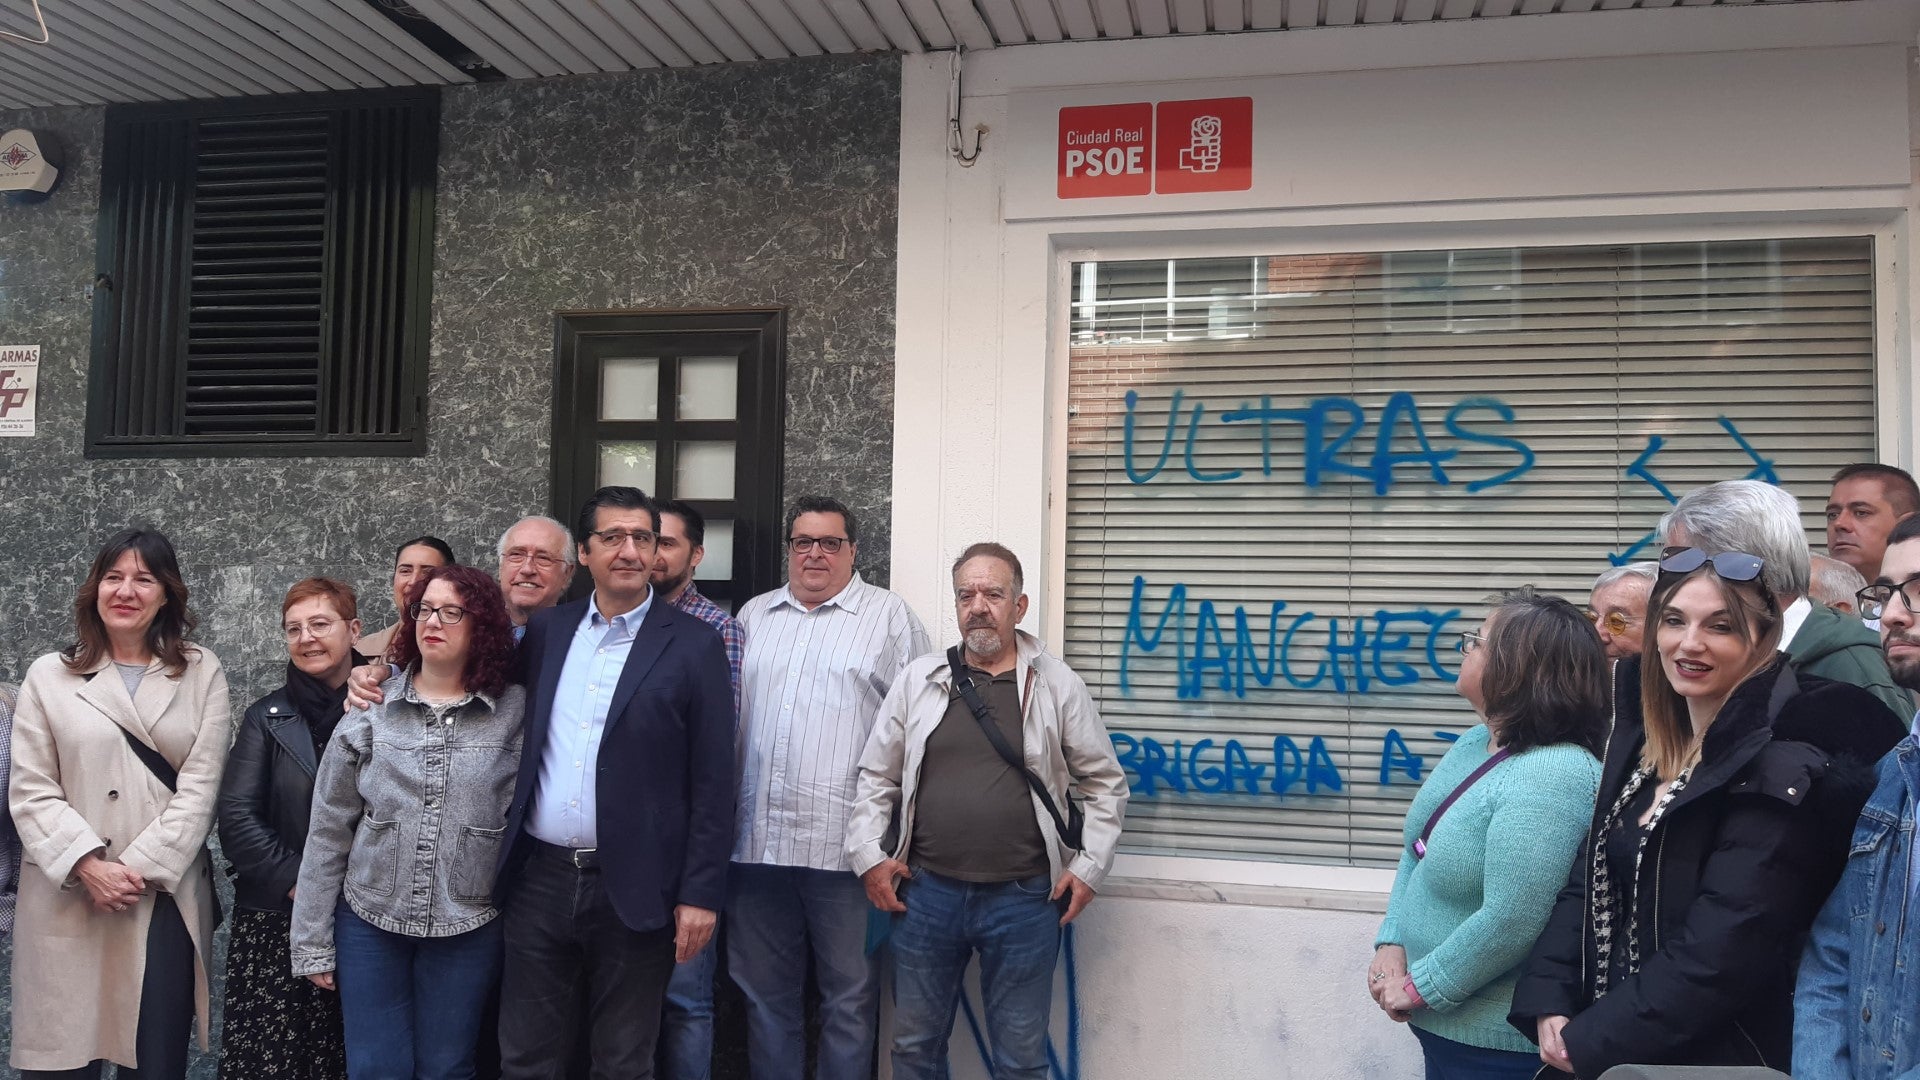 Ciudad Real
PSOE
ULTRAS
MANCHEG
BRIGADA A
ARMAS